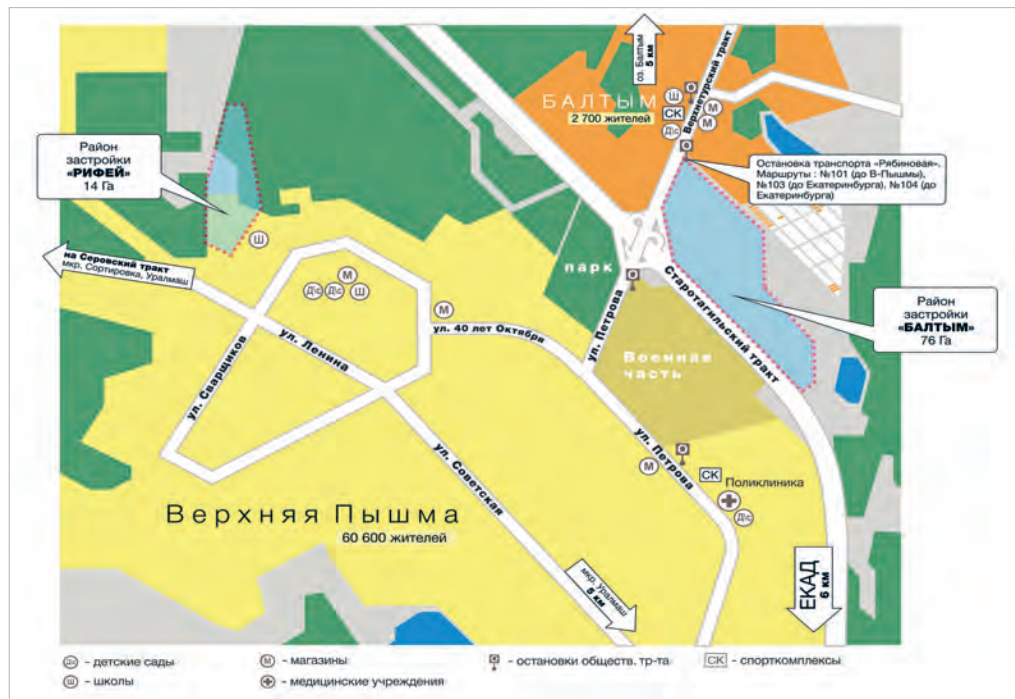 оз. Балтым
5 км
Верхнетурский тракт
БАЛТЫМ
2 700 жителей
Ш
СК
Д\с
М
М
Район
застройки
«РИФЕЙ»
14 Га
Остановка транспорта «Рябиновая».
Маршруты : №101 (до В-Пышмы),
№103 (до Екатеринбурга), №104 (до
Екатеринбурга)
Ш
на Серовский тракт
мкр. Сортировка, Уралмаш
парк
М
Д\с
Д\с
Ш
М
ул. 40 лет Октября
ул. Петрова
Старотагильский тракт
Район
застройки
«БАЛТЫМ»
76 Га
ул. Сварщиков
ул. Ленина
Военная
часть
ул. Советская
ул. Петрова
М
СК
Поликлиника
Д\с
Верхняя Пышма
60 600 жителей
мкр. Уралмаш
5 км
ЕКАД
6 км
Д\с - детские сады
М - магазины
- остановки обществ. тр-та
СК - спорткомплексы
Ш - школы
- медицинские учреждения